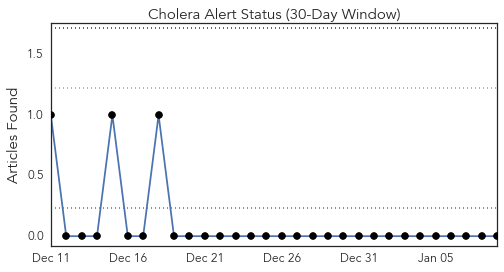 Cholera Alert Status (30-Day Window)
Articles Found
1.5
1.0
0.5
0.0
Dec 11 Dec 16 Dec 21 Dec 26 Dec 31 Jan 05